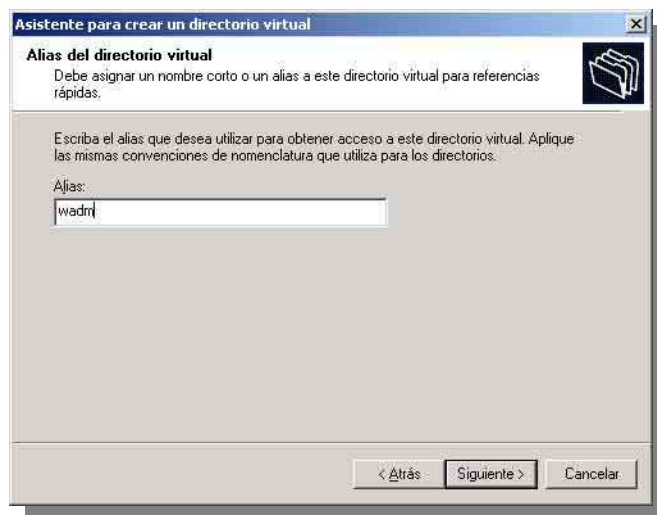 Asistente para crear un directorio virtual
Alias del directorio virtual
Debe asignar un nombre corto o un alias a este directorio virtual para referencias
rápidas.
Escriba el alias que desea utilizar para obtener acceso a este directorio virtual. Aplique
las mismas convenciones de nomenclatura que utiliza para los directorios.
Alias:
wadm
< Atrás
Siguiente >
Cancelar